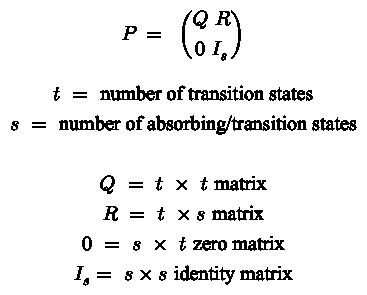 P = ( Q R
0 I_s )
t = number of transition states
s = number of absorbing/transition states
Q = t × t matrix
R = t × s matrix
0 = s × t zero matrix
I_s = s × s identity matrix